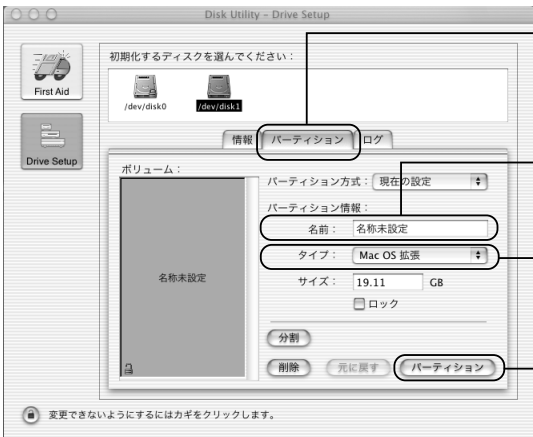 Disk Utility – Drive Setup
First Aid
Drive Setup
初期化するディスクを選んでください：
/dev/disk0
/dev/disk1
情報
パーティション
ログ
ボリューム：
名称未設定
パーティション方式：
現在の設定
パーティション情報：
名前：
名称未設定
タイプ：
Mac OS 拡張
サイズ：
19.11
GB
ロック
分割
削除
元に戻す
パーティション
変更できないようにするにはカギをクリックします。